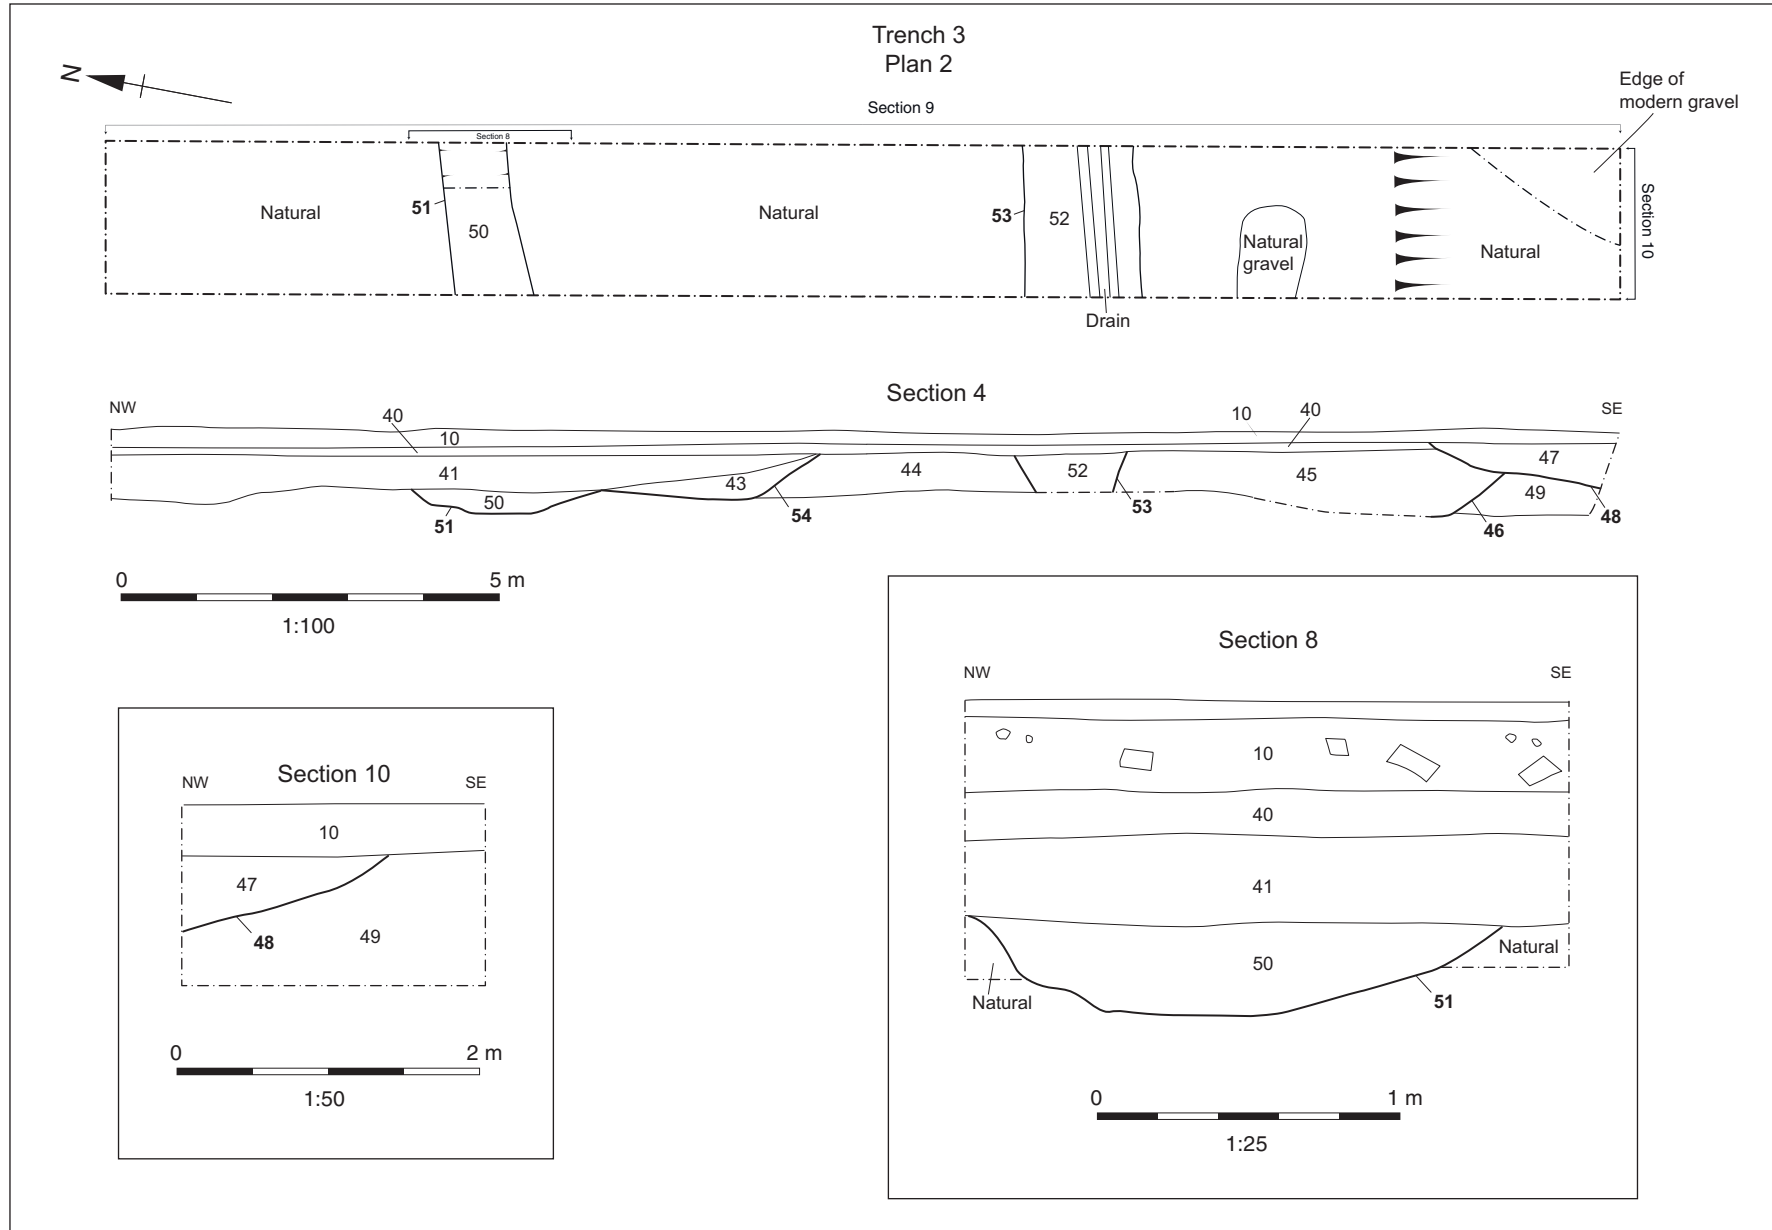 Trench 3
Plan 2
N
Edge of
modern gravel
Section 9
Section 8
Natural
51
50
Natural
53
52
Natural
gravel
Natural
Section 10
Drain
Section 4
NW
SE
40
10
10
40
41
43
44
52
45
47
49
50
51
54
53
46
48
0
5 m
1:100
Section 10
NW
SE
10
47
48
49
0
2 m
1:50
Section 8
NW
SE
10
40
41
50
Natural
Natural
51
0
1 m
1:25